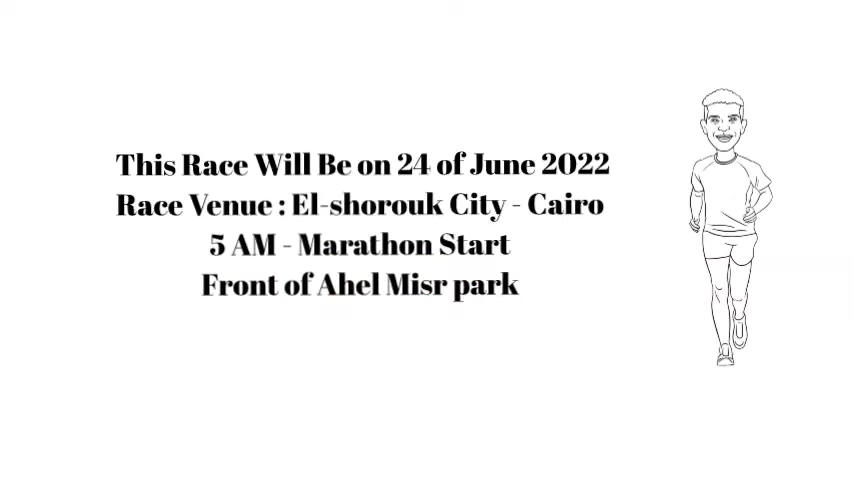 This Race Will Be on 24 of June 2022
Race Venue : El-shorouk City - Cairo
5 AM - Marathon Start
Front of Ahel Misr park